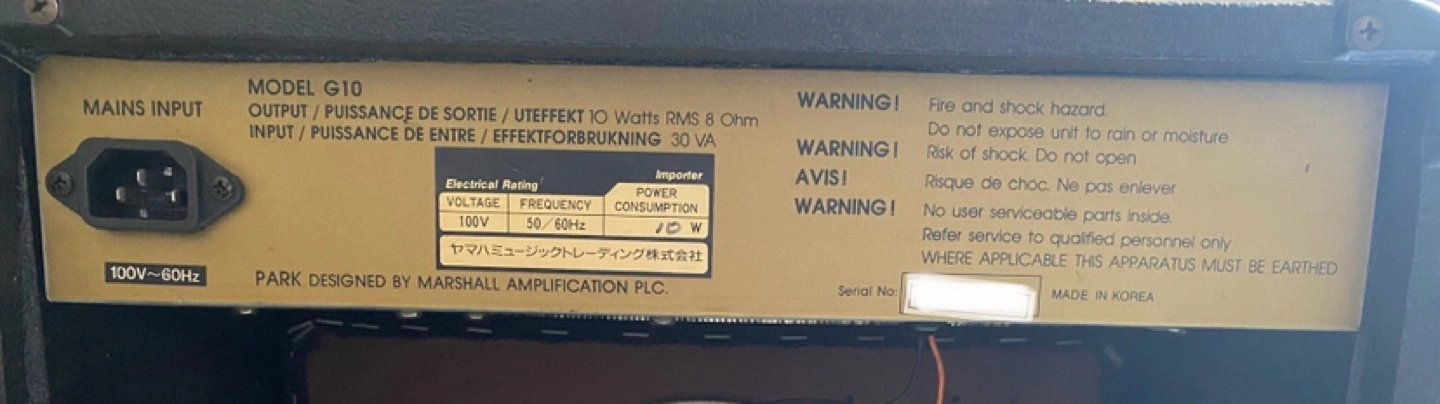 MAINS INPUT
100V~60Hz
MODEL G10
OUTPUT / PUISSANCE DE SORTIE / UTEFFEKT 10 Watts RMS 8 Ohm
INPUT / PUISSANCE DE ENTRE / EFFEKTFORBRUKNING 30 VA
Importer
Electrical Rating
VOLTAGE FREQUENCY POWER CONSUMPTION
100V 50/60Hz 10 W
ヤマハミュージックトレーディング株式会社
PARK DESIGNED BY MARSHALL AMPLIFICATION PLC.
WARNING! Fire and shock hazard.
Do not expose unit to rain or moisture
WARNING! Risk of shock. Do not open
AVIS! Risque de choc. Ne pas enlever
WARNING! No user serviceable parts inside.
Refer service to qualified personnel only
WHERE APPLICABLE THIS APPARATUS MUST BE EARTHED
Serial No: MADE IN KOREA